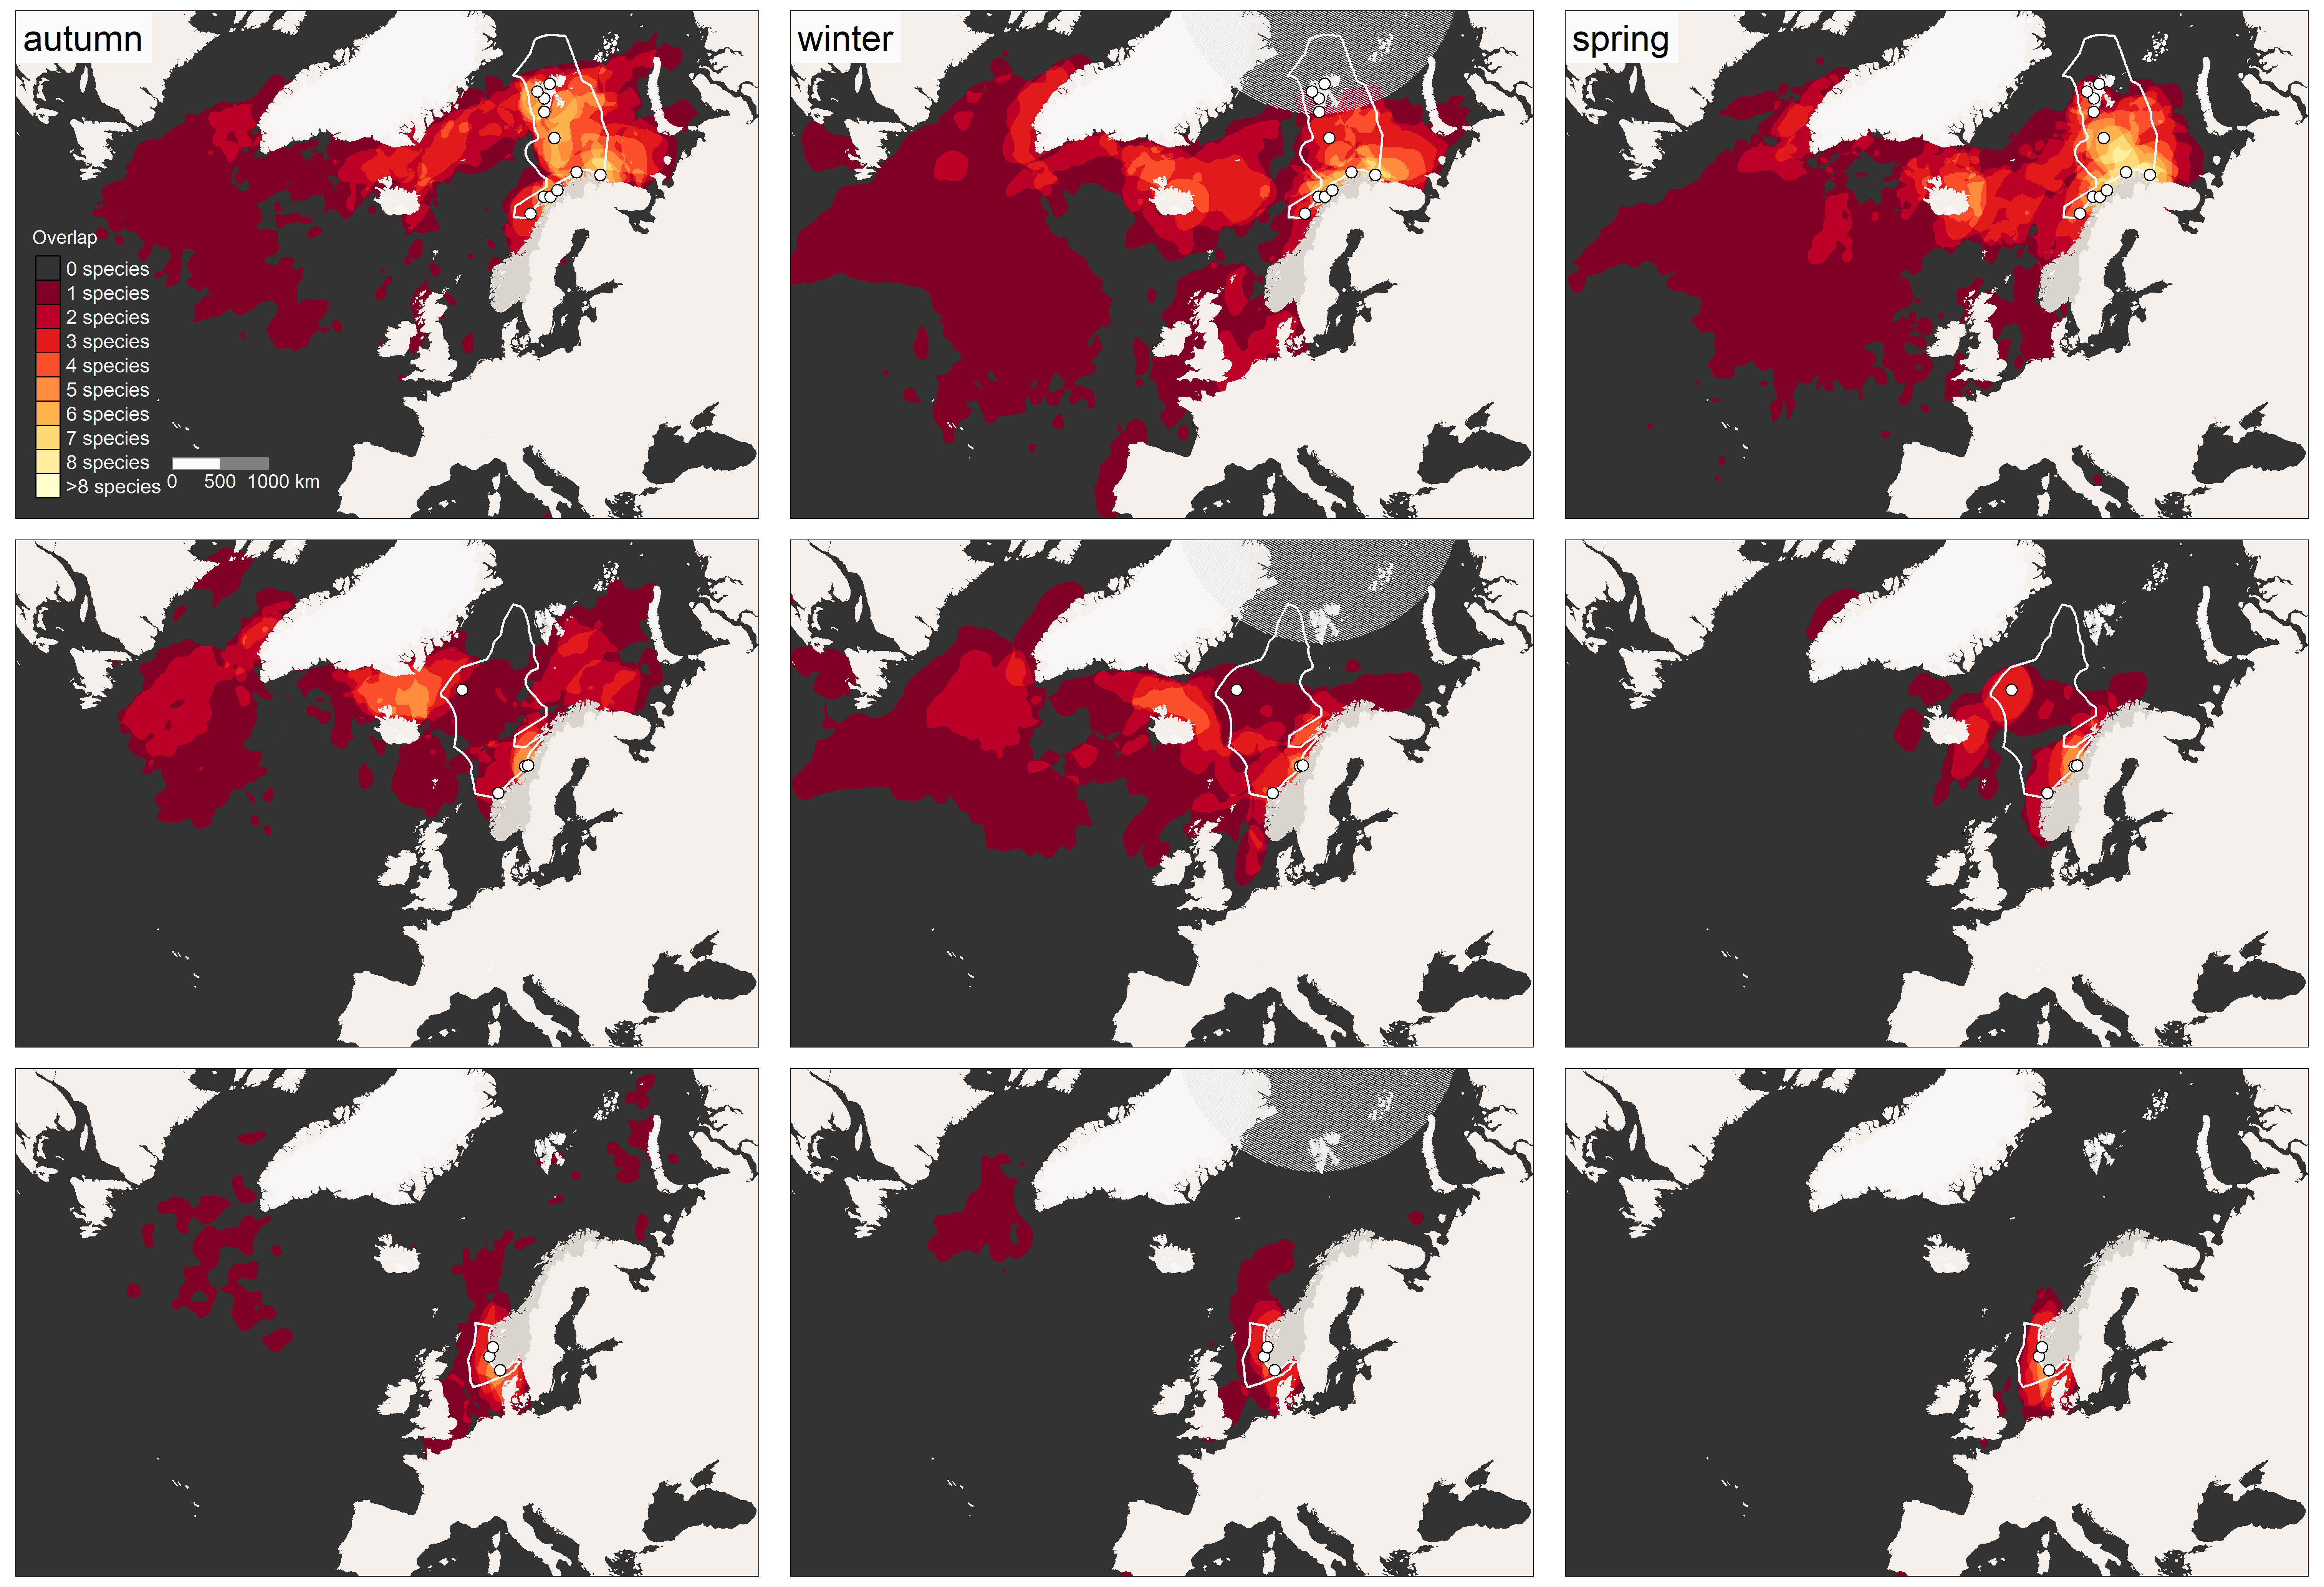 autumn
winter
spring
Overlap
0 species
1 species
2 species
3 species
4 species
5 species
6 species
7 species
8 species
>8 species
0 500 1000 km